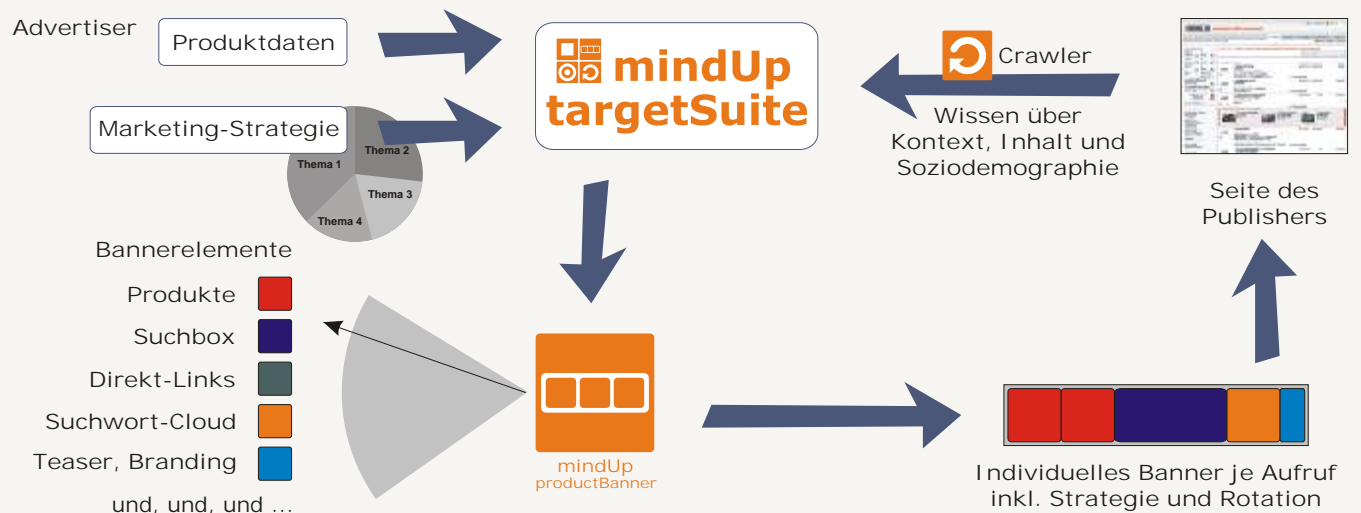 Advertiser
Produktdaten
Marketing-Strategie
Thema 1
Thema 2
Thema 3
Thema 4
mindUp
targetSuite
Crawler
Wissen über
Kontext, Inhalt und
Soziodemographie
Seite des
Publishers
Bannerelemente
Produkte
Suchbox
Direkt-Links
Suchwort-Cloud
Teaser, Branding
und, und, und ...
mindUp
productBanner
Individuelles Banner je Aufruf
inkl. Strategie und Rotation